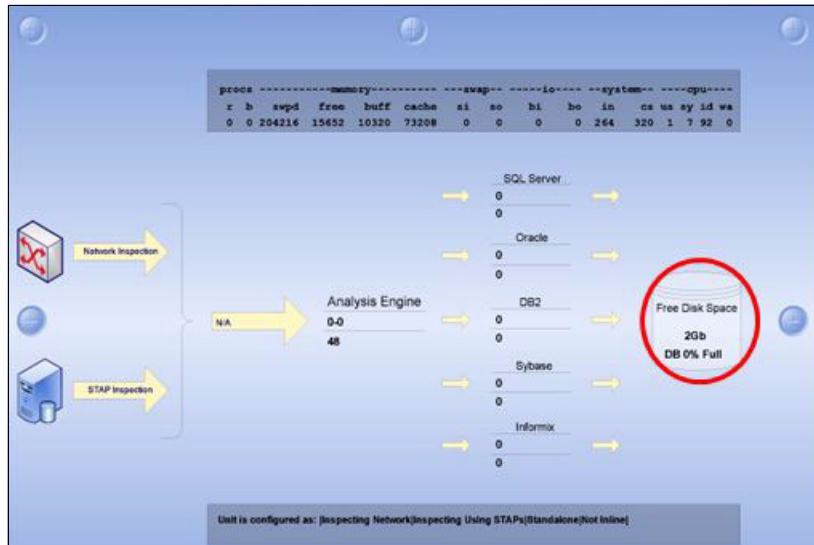 procs -----------memory---------- ---swap-- -----io---- --system-- ----cpu----
r b swpd free buff cache si so bi bo in cs us sy id wa
0 0 204216 15652 10320 73208 0 0 0 0 264 320 1 7 92 0
SQL Server
0
0
Network Inspection
Oracle
0
0
N/A
Analysis Engine
0-0
48
DB2
0
0
Free Disk Space
2Gb
DB 0% Full
STAP Inspection
Sybase
0
0
Informix
0
0
Unit is configured as: |Inspecting Network|Inspecting Using STAPs|Standalone|Not Inline|